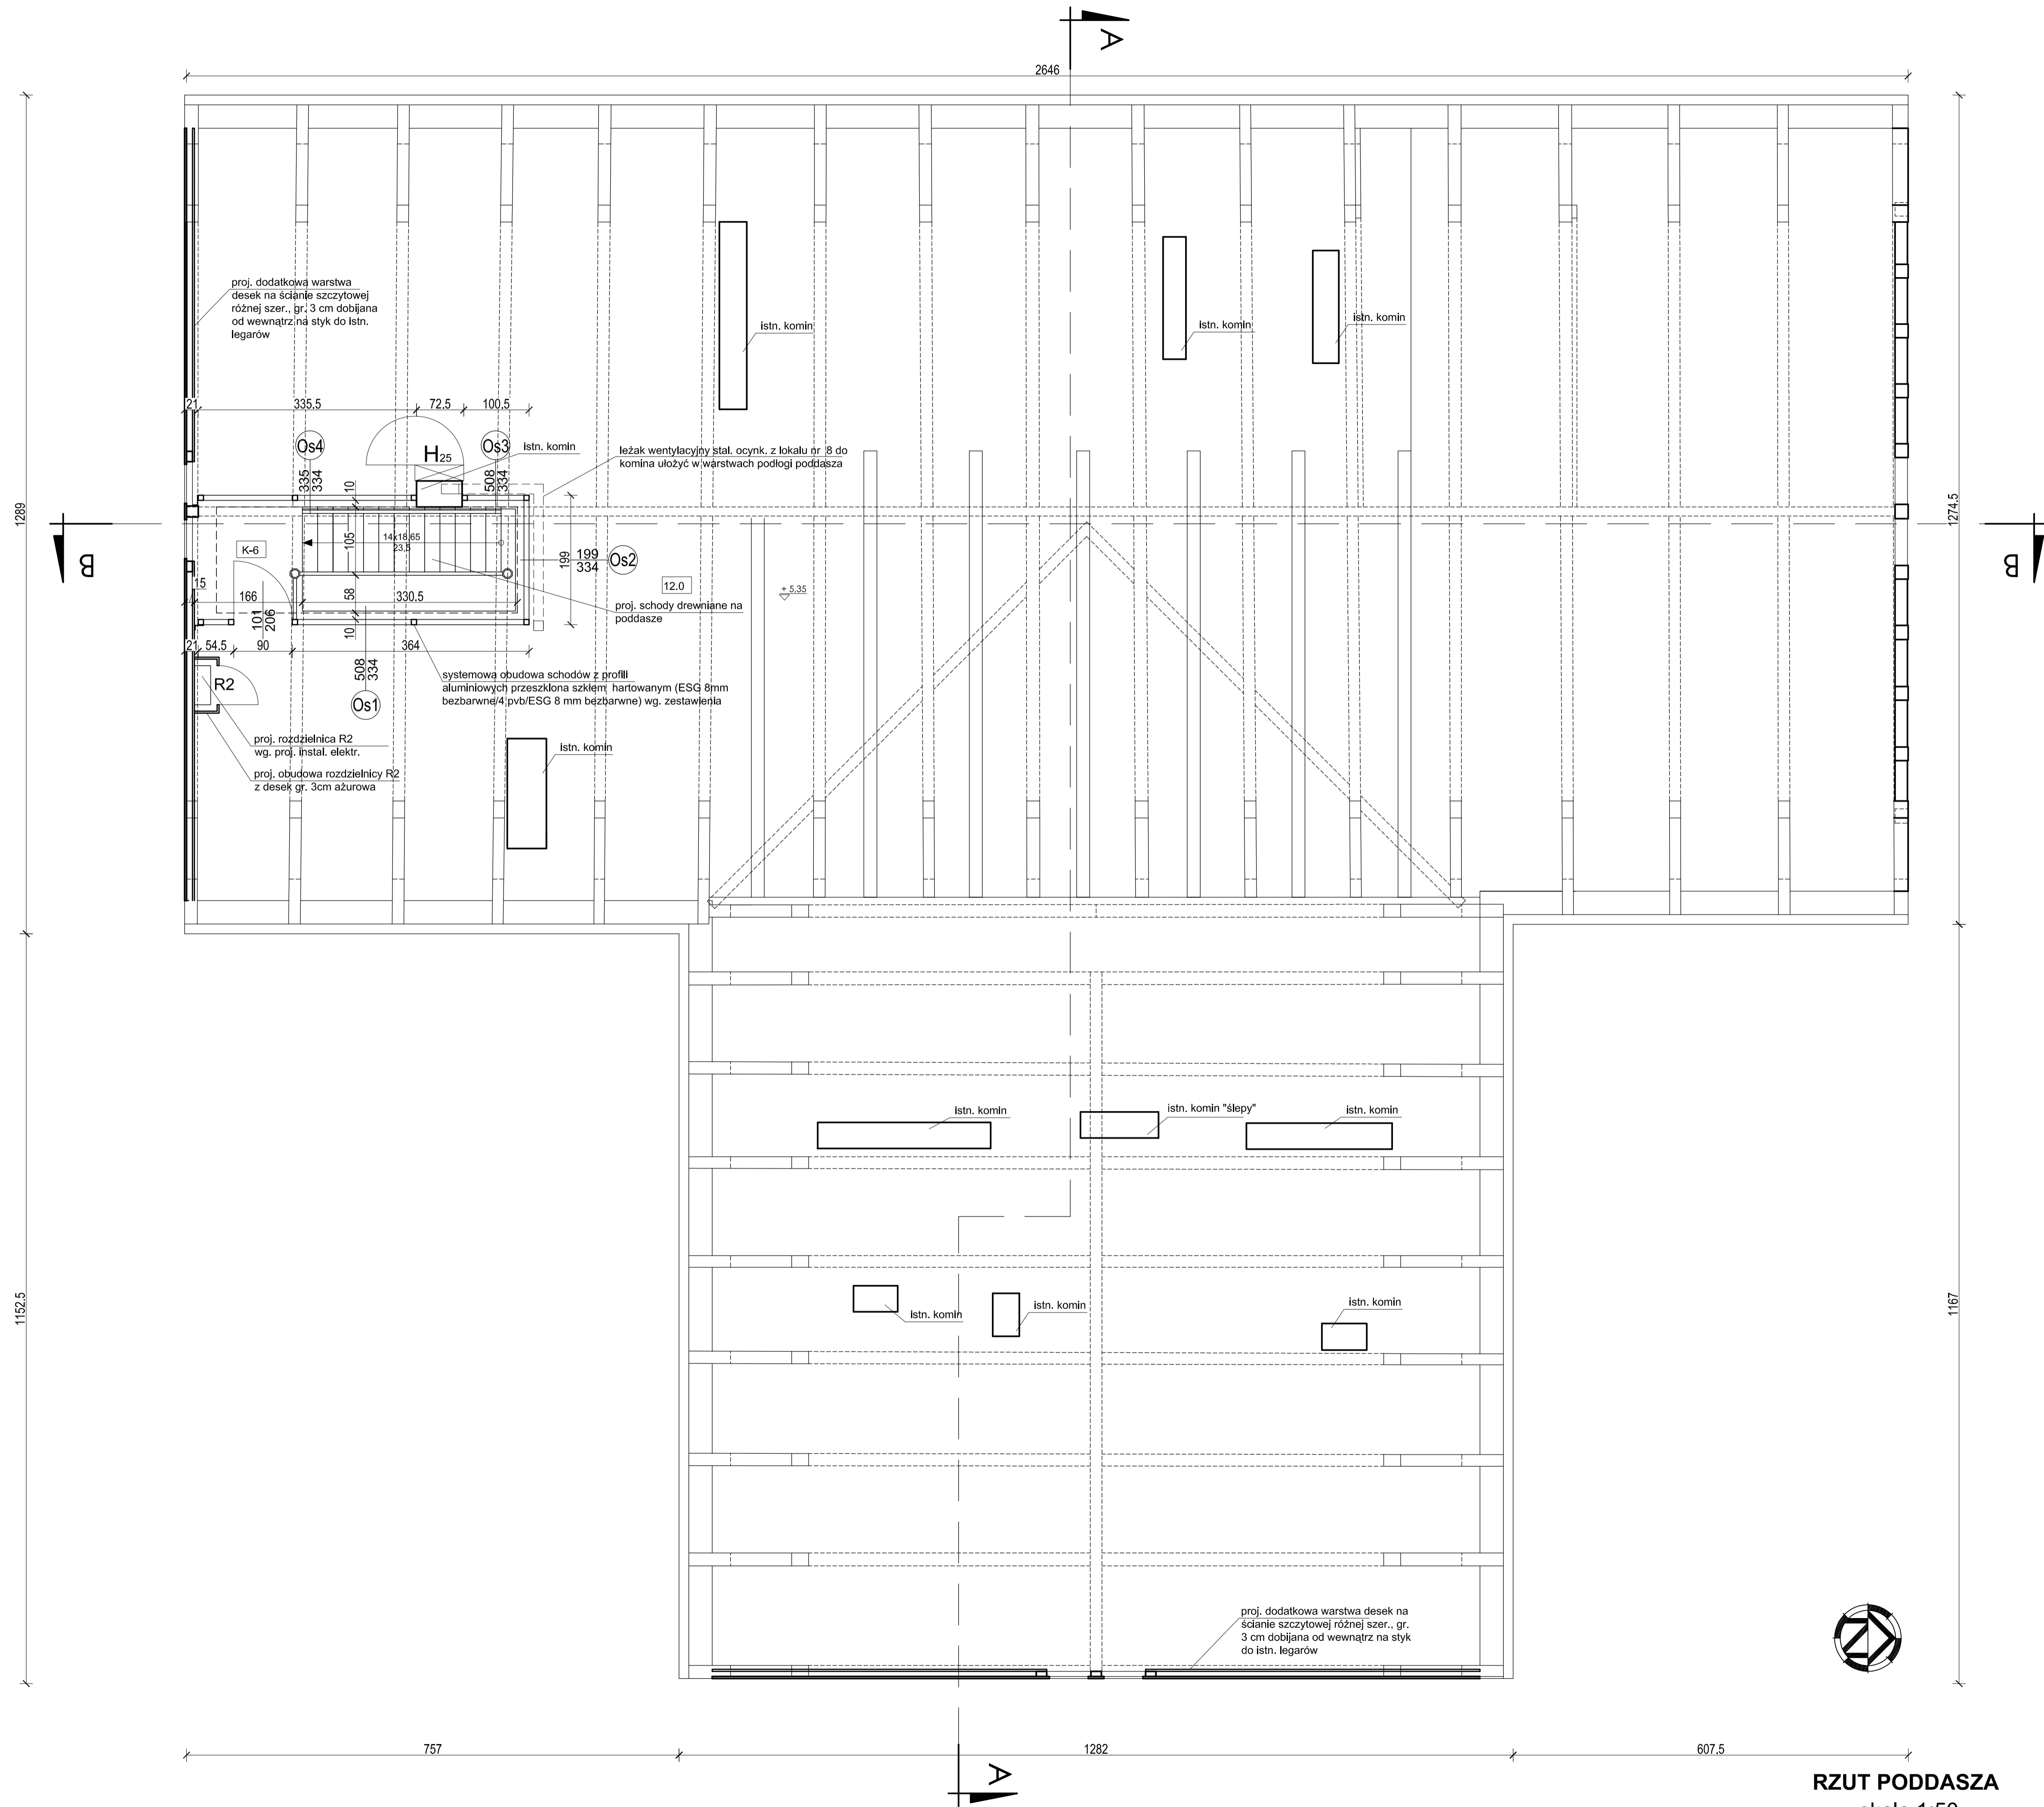 A
2646
proj. dodatkowa warstwa
desek na ścianie szczytowej
różnej szer., gr. 3 cm dobijana
od wewnątrz na styk do istn.
legarów
istn. komin
istn. komin
istn. komin
21
335.5
72.5
100.5
Os4
H25
Os3
istn. komin
leżak wentylacyjny stal. ocynk. z lokalu nr 8 do
komina ułożyć w warstwach podłogi poddasza
335
334
10
508
334
1289
1274.5
B
B
K-6
105
14x18,65
23,5
199
199
334
Os2
12.0
+ 5,35
15
166
58
330.5
proj. schody drewniane na
poddasze
101
206
10
21
54.5
90
364
508
334
R2
Os1
systemowa obudowa schodów z profili
aluminiowych przeszklona szkłem hartowanym (ESG 8mm
bezbarwne/4 pvb/ESG 8 mm bezbarwne) wg. zestawienia
proj. rozdzielnica R2
wg. proj. instal. elektr.
proj. obudowa rozdzielnicy R2
z desek gr. 3cm ażurowa
istn. komin
istn. komin
istn. komin "ślepy"
istn. komin
1152.5
1167
istn. komin
istn. komin
istn. komin
proj. dodatkowa warstwa desek na
ścianie szczytowej różnej szer., gr.
3 cm dobijana od wewnątrz na styk
do istn. legarów
N
757
1282
607.5
A
RZUT PODDASZA
skala 1:50